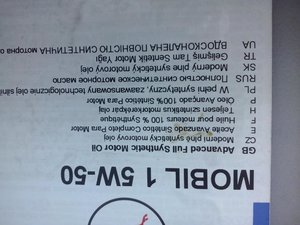 MOBIL 1 5W-50
GB Advanced Full Synthetic Motor Oil
CZ Moderní plně syntetický motorový olej
E Aceite Avanzado Sintético Completo Para Motor
F Huile pour moteurs 100 % Synthétique
H Teljesen szintetikus motorkenőolaj
P Óleo Avançado 100% Sintético Para Motor
PL W pełni syntetyczny, zaawansowany technologicznie olej silni
RUS Полностью синтетическое моторное масло
SK Moderný plne syntetický motorový olej
TR Gelişmiş Tam Sentetik Motor Yağı
UA ВДОСКОНАЛЕНА ПОВНІСТЮ СИНТЕТИЧНА моторна о